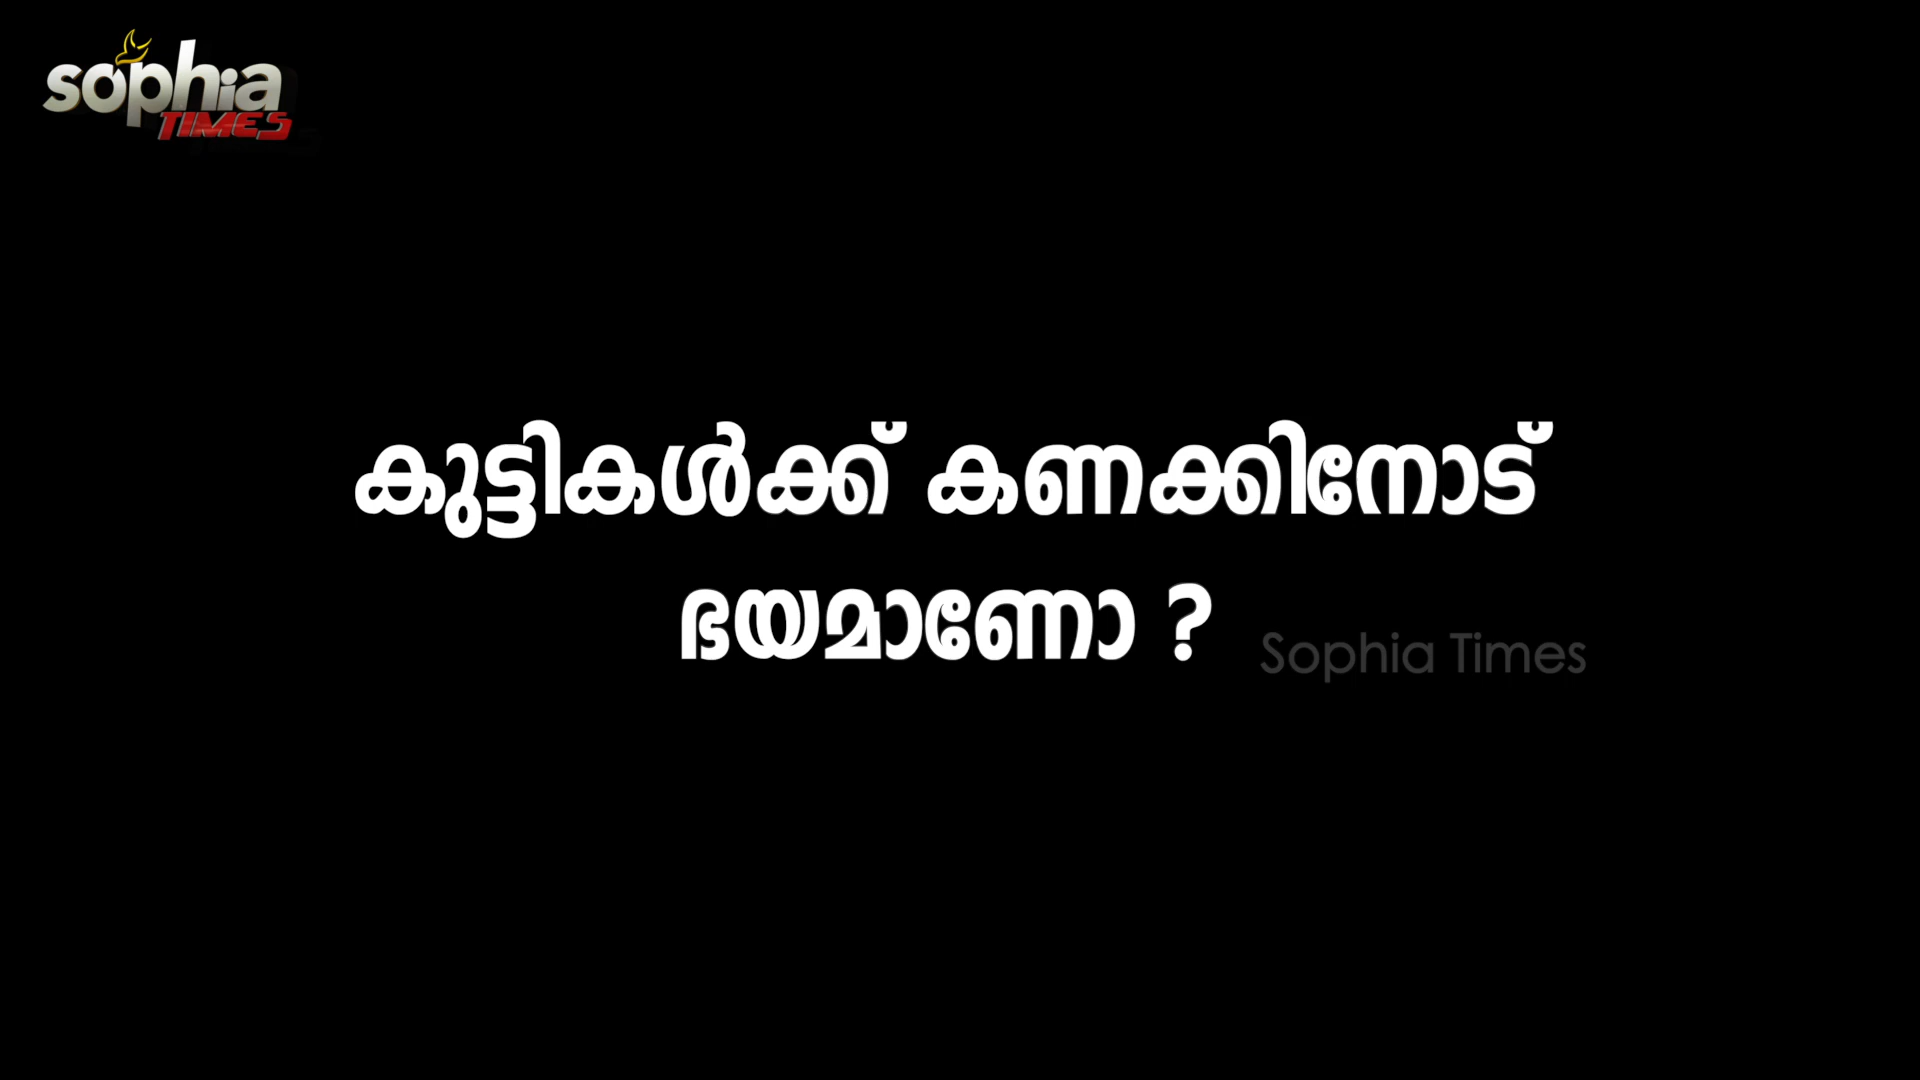 sophia
TIMES
കുട്ടികൾക്ക് കണക്കിനോട്
ഭയമാണോ ?
Sophia Times